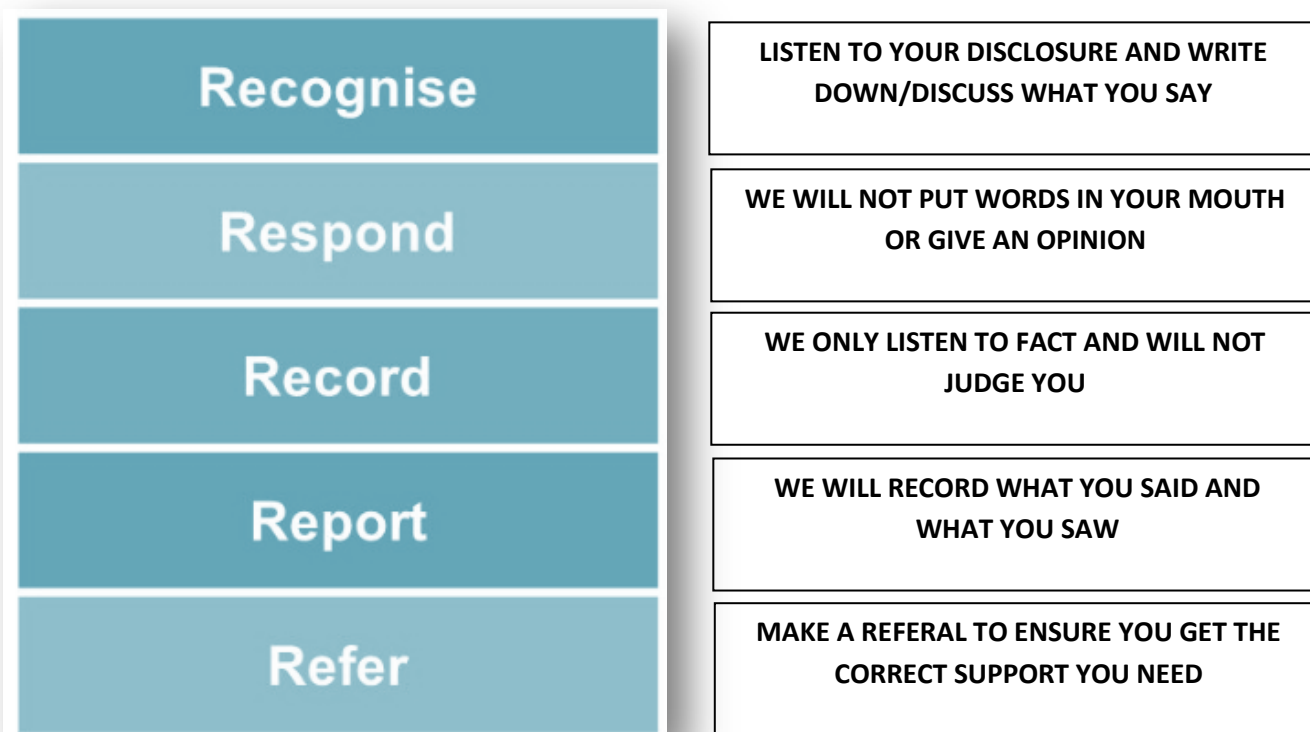 Recognise
LISTEN TO YOUR DISCLOSURE AND WRITE
DOWN/DISCUSS WHAT YOU SAY
Respond
WE WILL NOT PUT WORDS IN YOUR MOUTH
OR GIVE AN OPINION
Record
WE ONLY LISTEN TO FACT AND WILL NOT
JUDGE YOU
Report
WE WILL RECORD WHAT YOU SAID AND
WHAT YOU SAW
Refer
MAKE A REFERAL TO ENSURE YOU GET THE
CORRECT SUPPORT YOU NEED